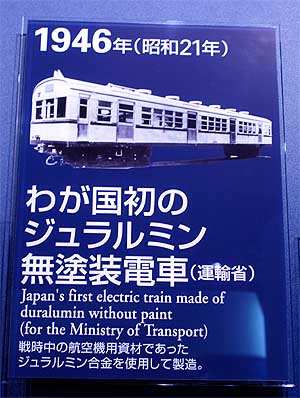 1946年（昭和21年）
わが国初の
ジュラルミン
無塗装電車（運輸省）
Japan's first electric train made of
duralumin without paint
(for the Ministry of Transport)
戦時中の航空機用資材であった
ジュラルミン合金を使用して製造。